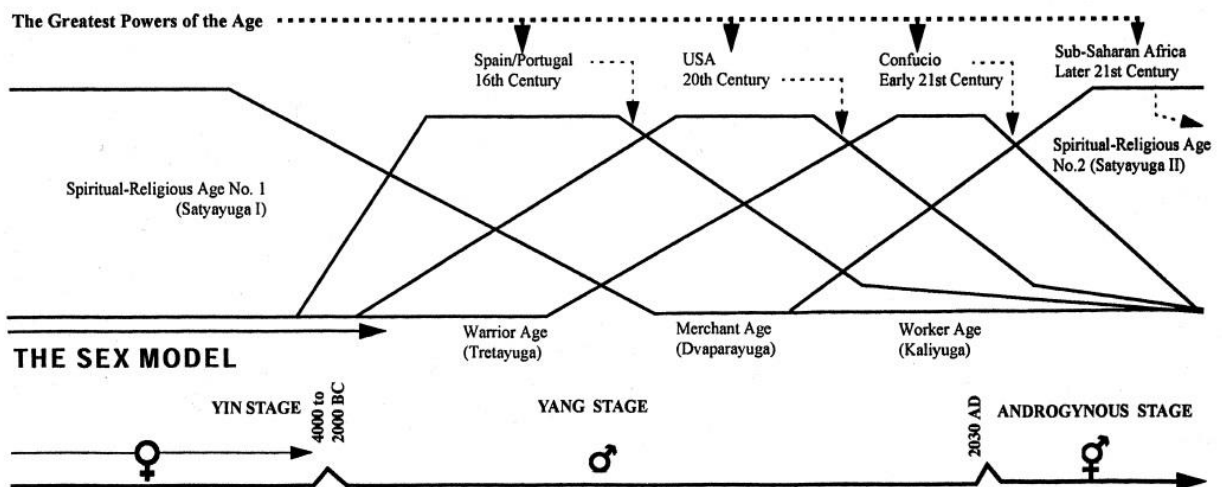 The Greatest Powers of the Age
Spain/Portugal
16th Century
USA
20th Century
Confucio
Early 21st Century
Sub-Saharan Africa
Later 21st Century
Spiritual-Religious Age No. 1
(Satyayuga I)
Spiritual-Religious Age
No.2 (Satyayuga II)
Warrior Age
(Tretayuga)
Merchant Age
(Dvaparayuga)
Worker Age
(Kaliyuga)
THE SEX MODEL
YIN STAGE
4000 to
2000 BC
YANG STAGE
2030 AD
ANDROGYNOUS STAGE